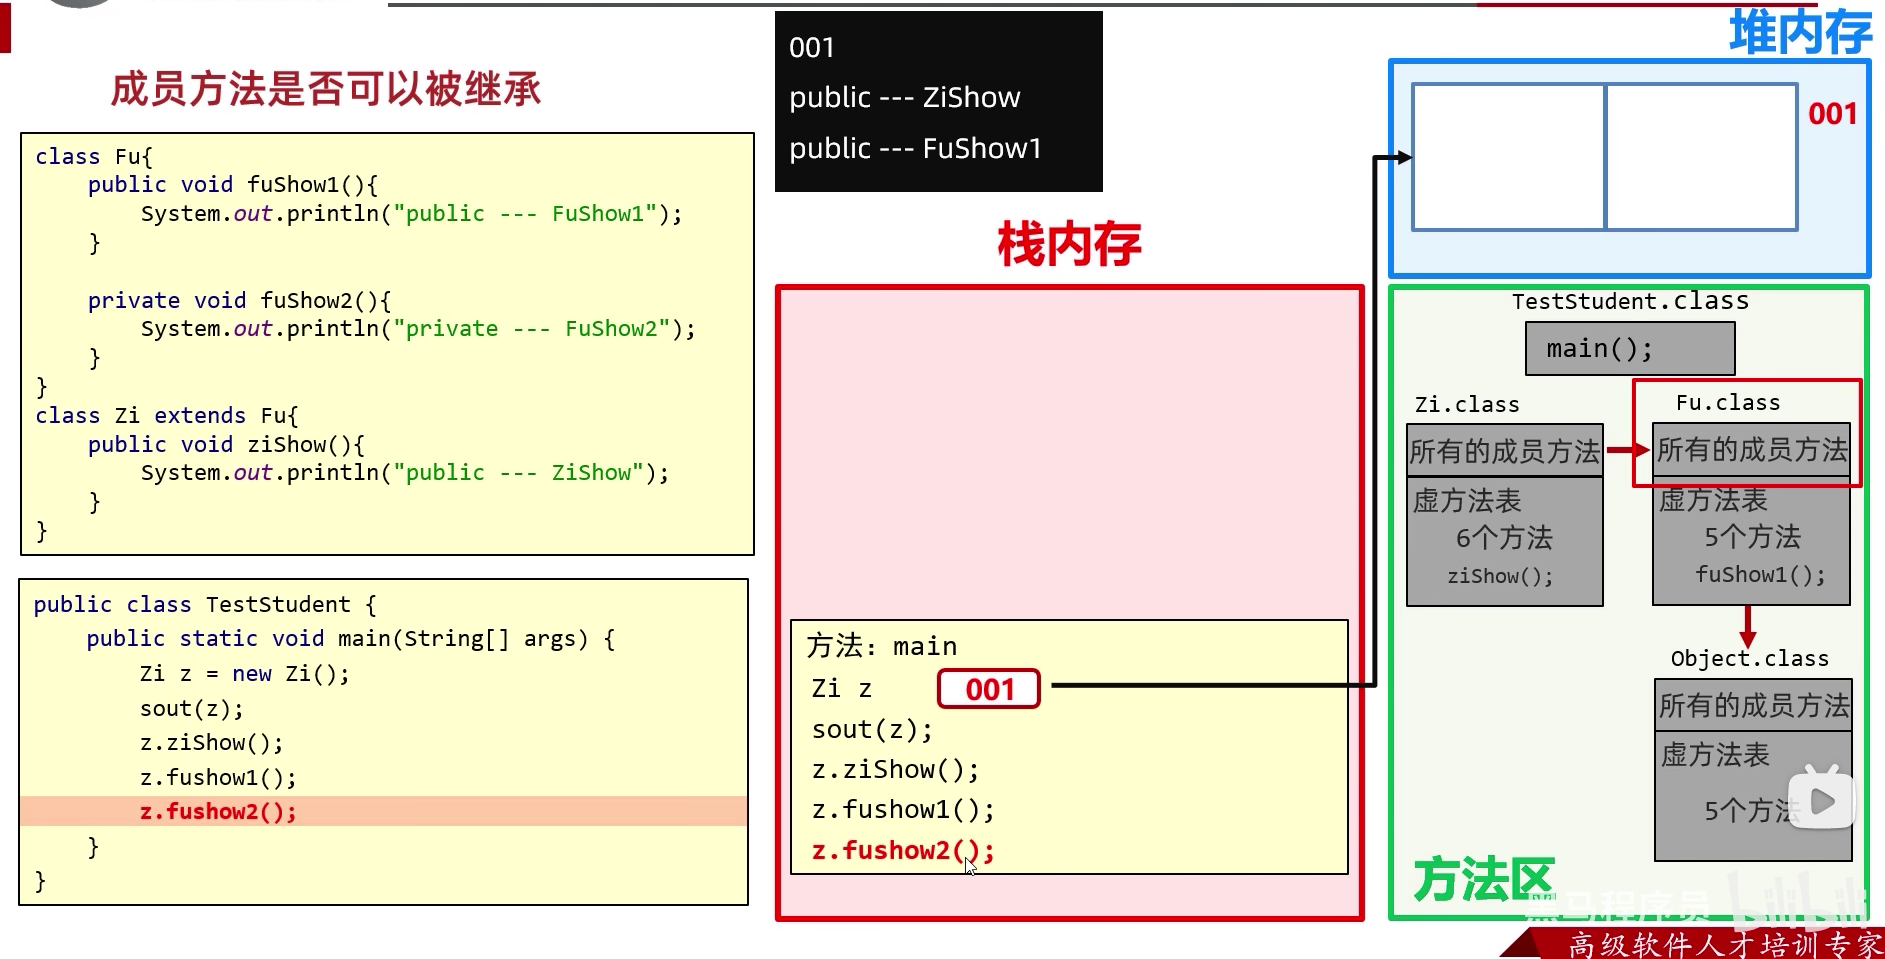 成员方法是否可以被继承
class Fu{
public void fuShow1(){
System.out.println("public --- FuShow1");
}
private void fuShow2(){
System.out.println("private --- FuShow2");
}
}
class Zi extends Fu{
public void ziShow(){
System.out.println("public --- ZiShow");
}
}
public class TestStudent {
public static void main(String[] args) {
Zi z = new Zi();
sout(z);
z.ziShow();
z.fushow1();
z.fushow2();
}
}
001
public --- ZiShow
public --- FuShow1
栈内存
方法：main
Zi z 001
sout(z);
z.ziShow();
z.fushow1();
z.fushow2();
堆内存
001
TestStudent.class
main();
Zi.class
所有的成员方法
虚方法表
6个方法
ziShow();
Fu.class
所有的成员方法
虚方法表
5个方法
fuShow1();
Object.class
所有的成员方法
虚方法表
5个方法
方法区
黑马程序员
bilibili
高级软件人才培训专家